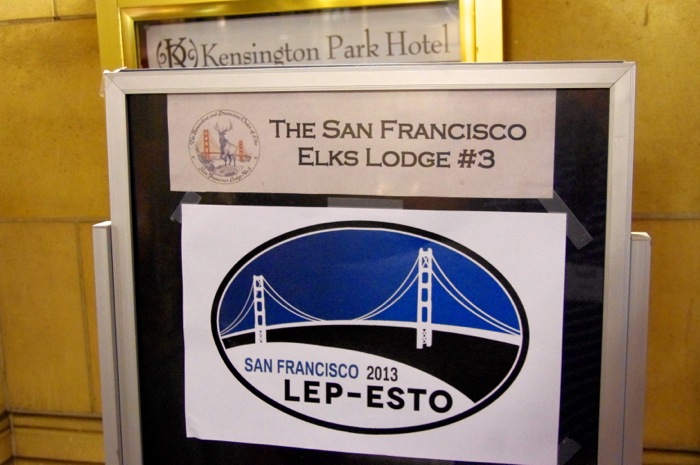 Kensington Park Hotel
THE SAN FRANCISCO
ELKS LODGE #3
SAN FRANCISCO 2013
LEP-ESTO